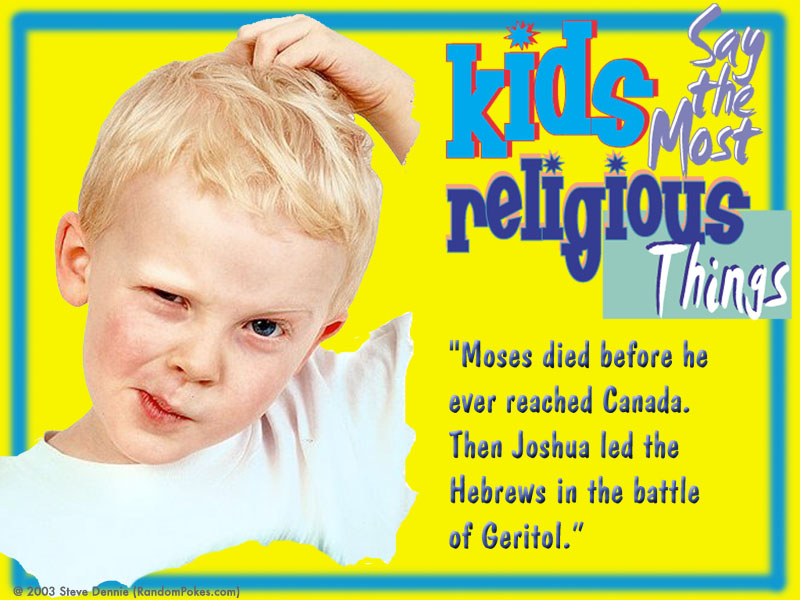 kids Say
the
Most
religious
Things
"Moses died before he
ever reached Canada.
Then Joshua led the
Hebrews in the battle
of Geritol."
@ 2003 Steve Dennie (RandomPokes.com)